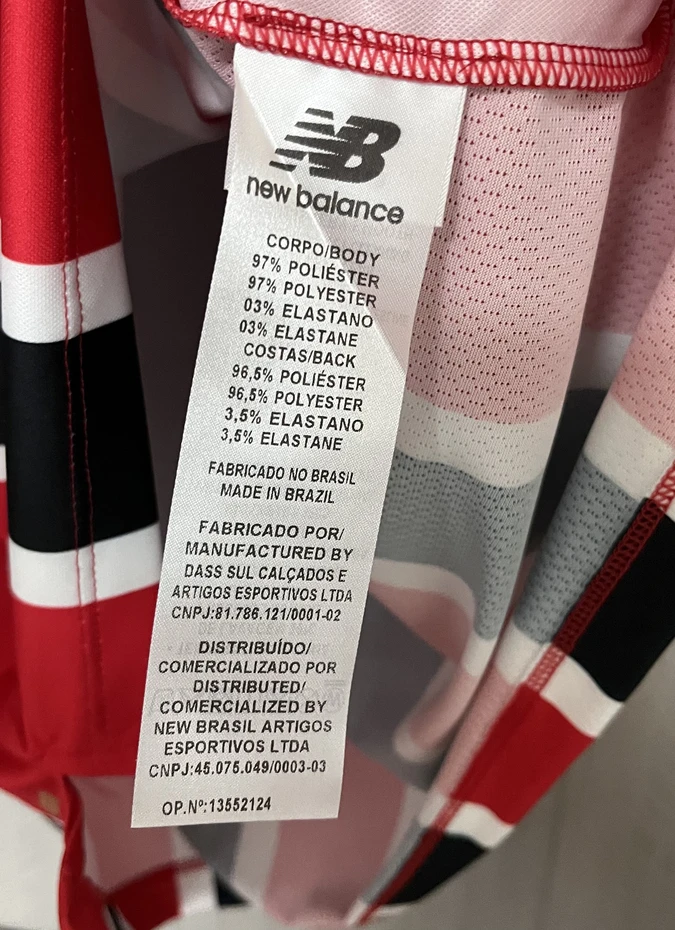 NB
new balance
CORPO/BODY
97% POLIÉSTER
97% POLYESTER
03% ELASTANO
03% ELASTANE
COSTAS/BACK
96,5% POLIÉSTER
96,5% POLYESTER
3,5% ELASTANO
3,5% ELASTANE
FABRICADO NO BRASIL
MADE IN BRAZIL
FABRICADO POR/
MANUFACTURED BY
DASS SUL CALÇADOS E
ARTIGOS ESPORTIVOS LTDA
CNPJ:81.786.121/0001-02
DISTRIBUÍDO/
COMERCIALIZADO POR
DISTRIBUTED/
COMERCIALIZED BY
NEW BRASIL ARTIGOS
ESPORTIVOS LTDA
CNPJ:45.075.049/0003-03
OP.Nº:13552124